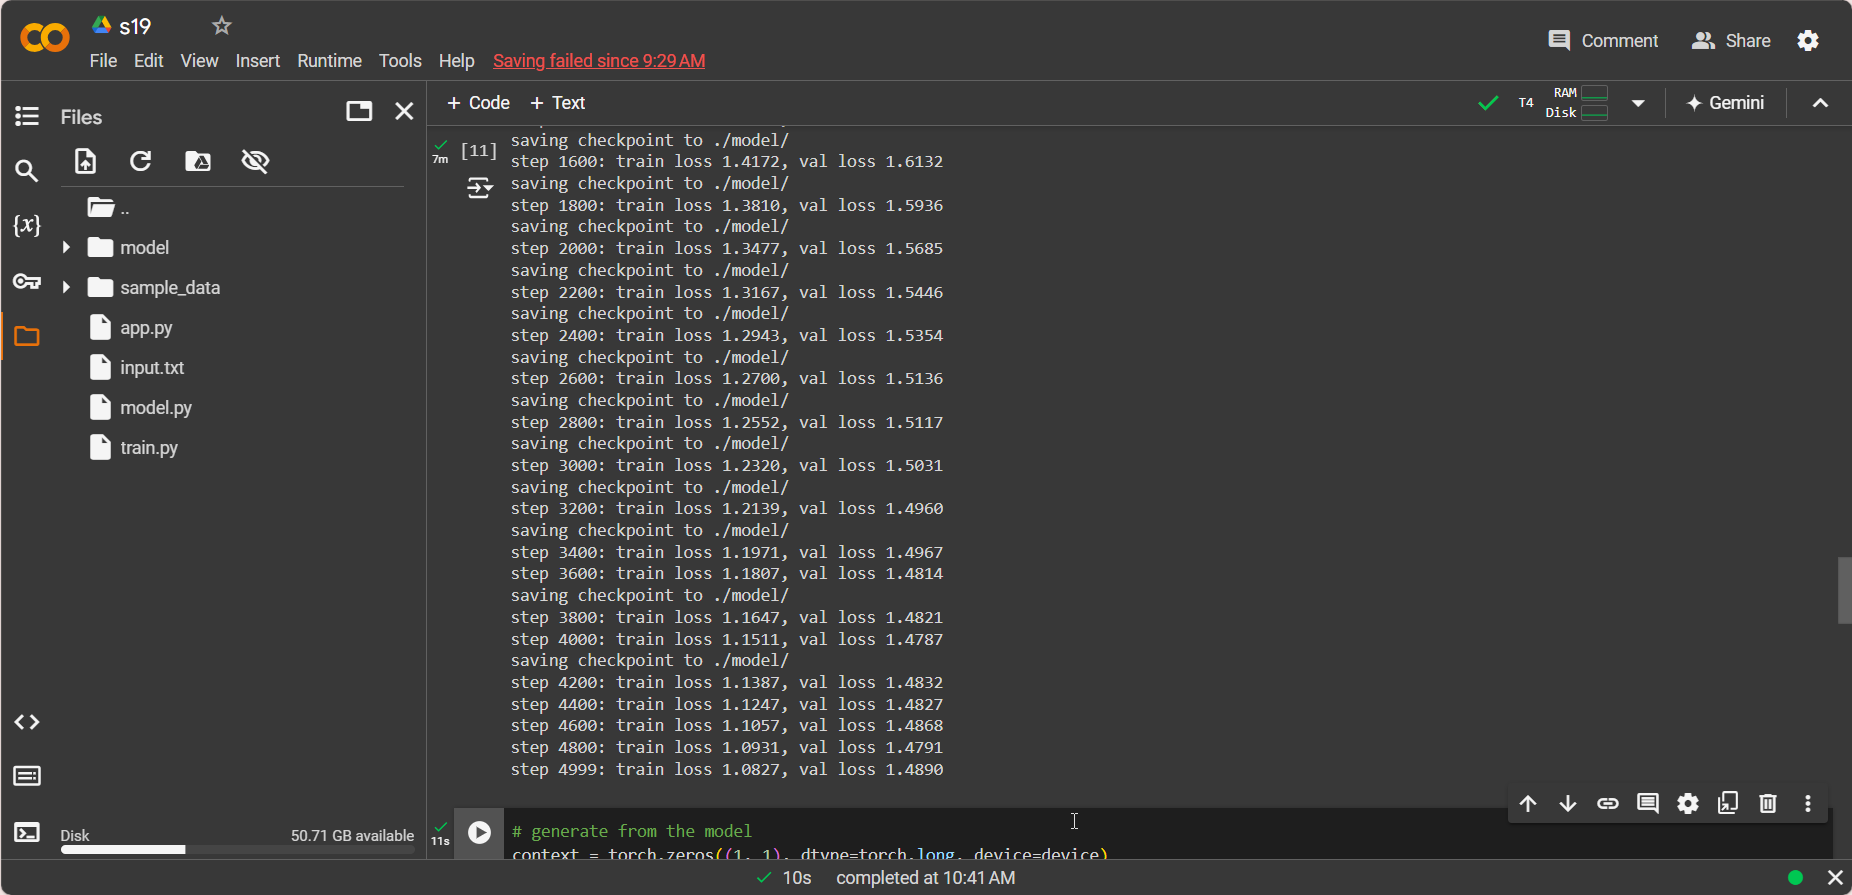 s19
File Edit View Insert Runtime Tools Help Saving failed since 9:29 AM
Comment
Share
Files
+ Code + Text
T4
RAM
Disk
Gemini
..
model
sample_data
app.py
input.txt
model.py
train.py
{x}
Disk
50.71 GB available
7m
[11]
saving checkpoint to ./model/
step 1600: train loss 1.4172, val loss 1.6132
saving checkpoint to ./model/
step 1800: train loss 1.3810, val loss 1.5936
saving checkpoint to ./model/
step 2000: train loss 1.3477, val loss 1.5685
saving checkpoint to ./model/
step 2200: train loss 1.3167, val loss 1.5446
saving checkpoint to ./model/
step 2400: train loss 1.2943, val loss 1.5354
saving checkpoint to ./model/
step 2600: train loss 1.2700, val loss 1.5136
saving checkpoint to ./model/
step 2800: train loss 1.2552, val loss 1.5117
saving checkpoint to ./model/
step 3000: train loss 1.2320, val loss 1.5031
saving checkpoint to ./model/
step 3200: train loss 1.2139, val loss 1.4960
saving checkpoint to ./model/
step 3400: train loss 1.1971, val loss 1.4967
step 3600: train loss 1.1807, val loss 1.4814
saving checkpoint to ./model/
step 3800: train loss 1.1647, val loss 1.4821
step 4000: train loss 1.1511, val loss 1.4787
saving checkpoint to ./model/
step 4200: train loss 1.1387, val loss 1.4832
step 4400: train loss 1.1247, val loss 1.4827
step 4600: train loss 1.1057, val loss 1.4868
step 4800: train loss 1.0931, val loss 1.4791
step 4999: train loss 1.0827, val loss 1.4890
11s
# generate from the model
context = torch.zeros((1, 1), dtype=torch.long, device=device)
10s completed at 10:41 AM